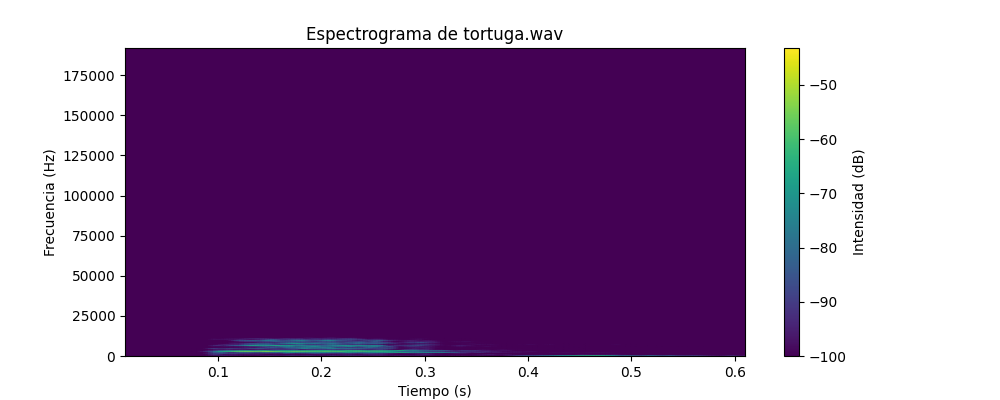 Espectrograma de tortuga.wav
Frecuencia (Hz)
175000
150000
125000
100000
75000
50000
25000
0
0.1 0.2 0.3 0.4 0.5 0.6
Tiempo (s)
−50
−60
−70
−80
−90
−100
Intensidad (dB)